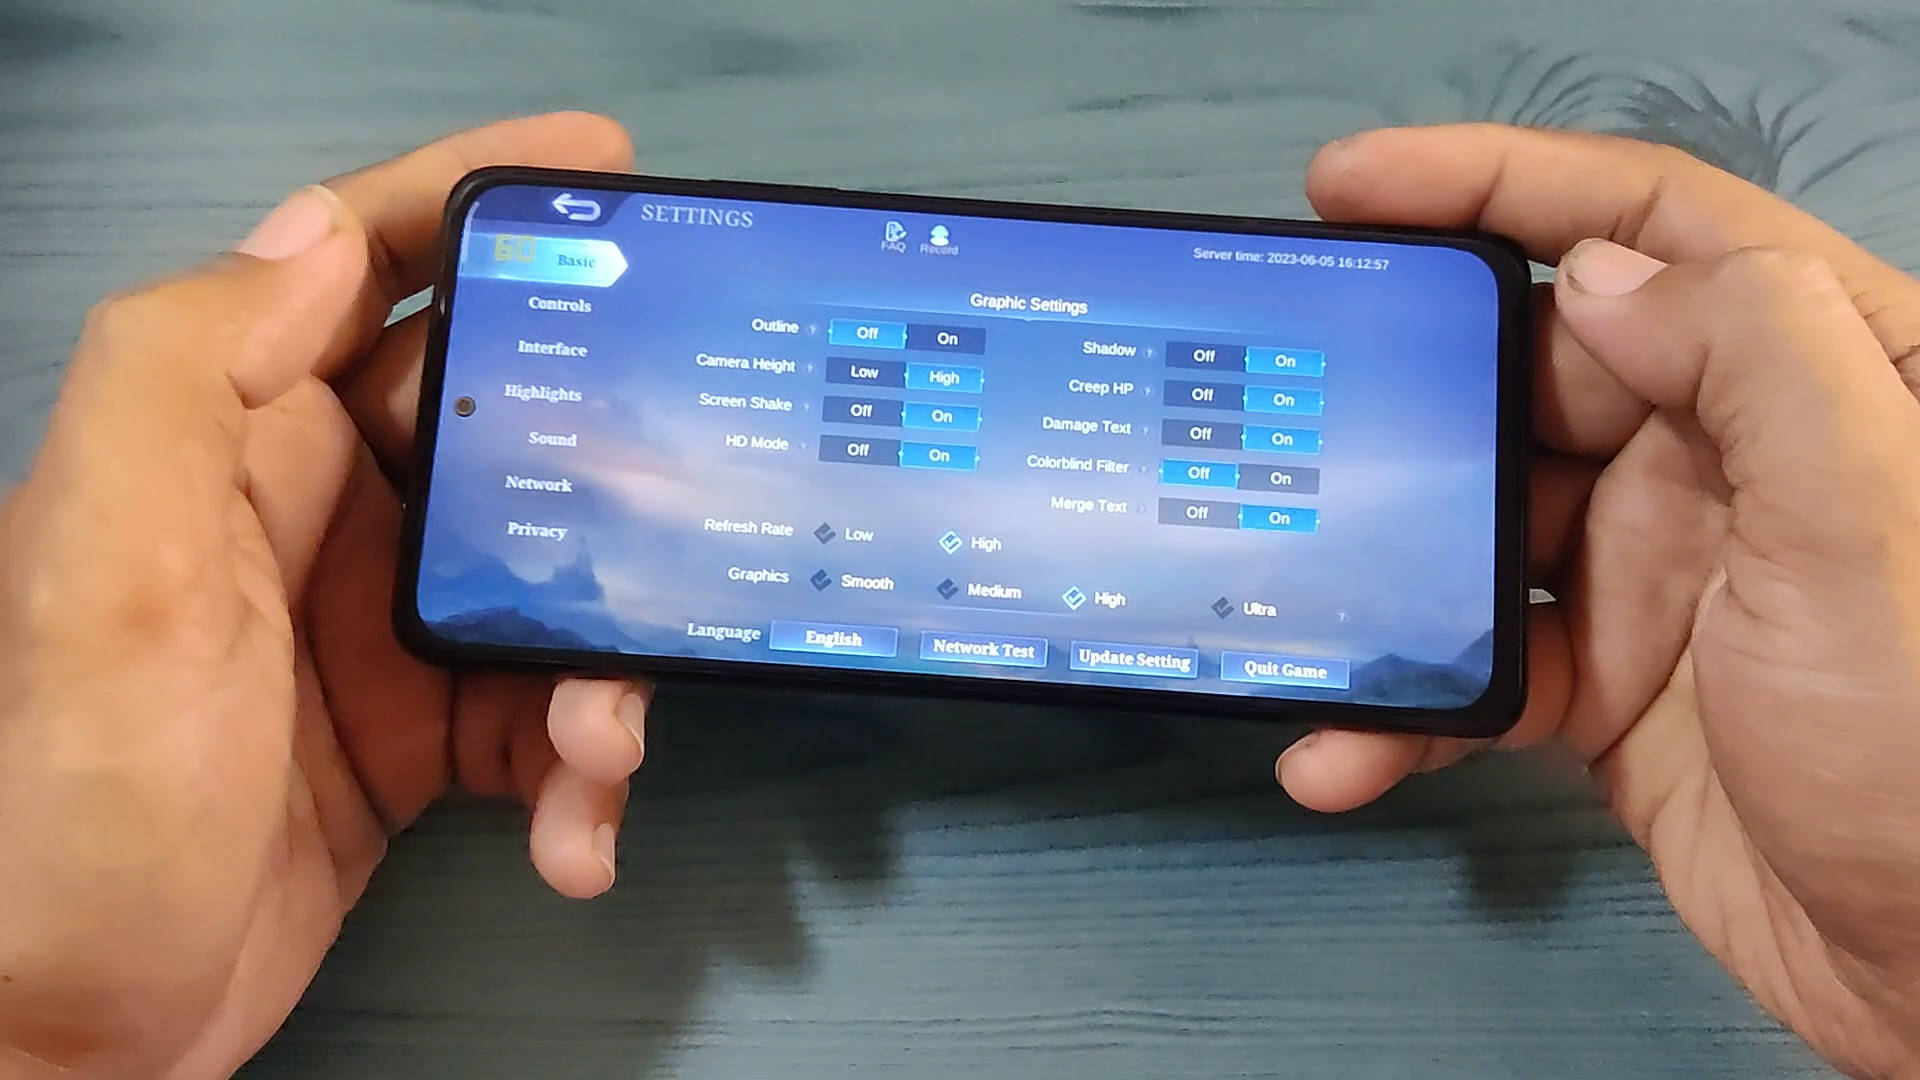 SETTINGS
FAQ
Record
Server time: 2023-06-05 16:12:57
60
Basic
Controls
Interface
Highlights
Sound
Network
Privacy
Graphic Settings
Outline Off On
Camera Height Low High
Screen Shake Off On
HD Mode Off On
Shadow Off On
Creep HP Off On
Damage Text Off On
Colorblind Filter Off On
Merge Text Off On
Refresh Rate Low High
Graphics Smooth Medium High Ultra
Language English Network Test Update Setting Quit Game